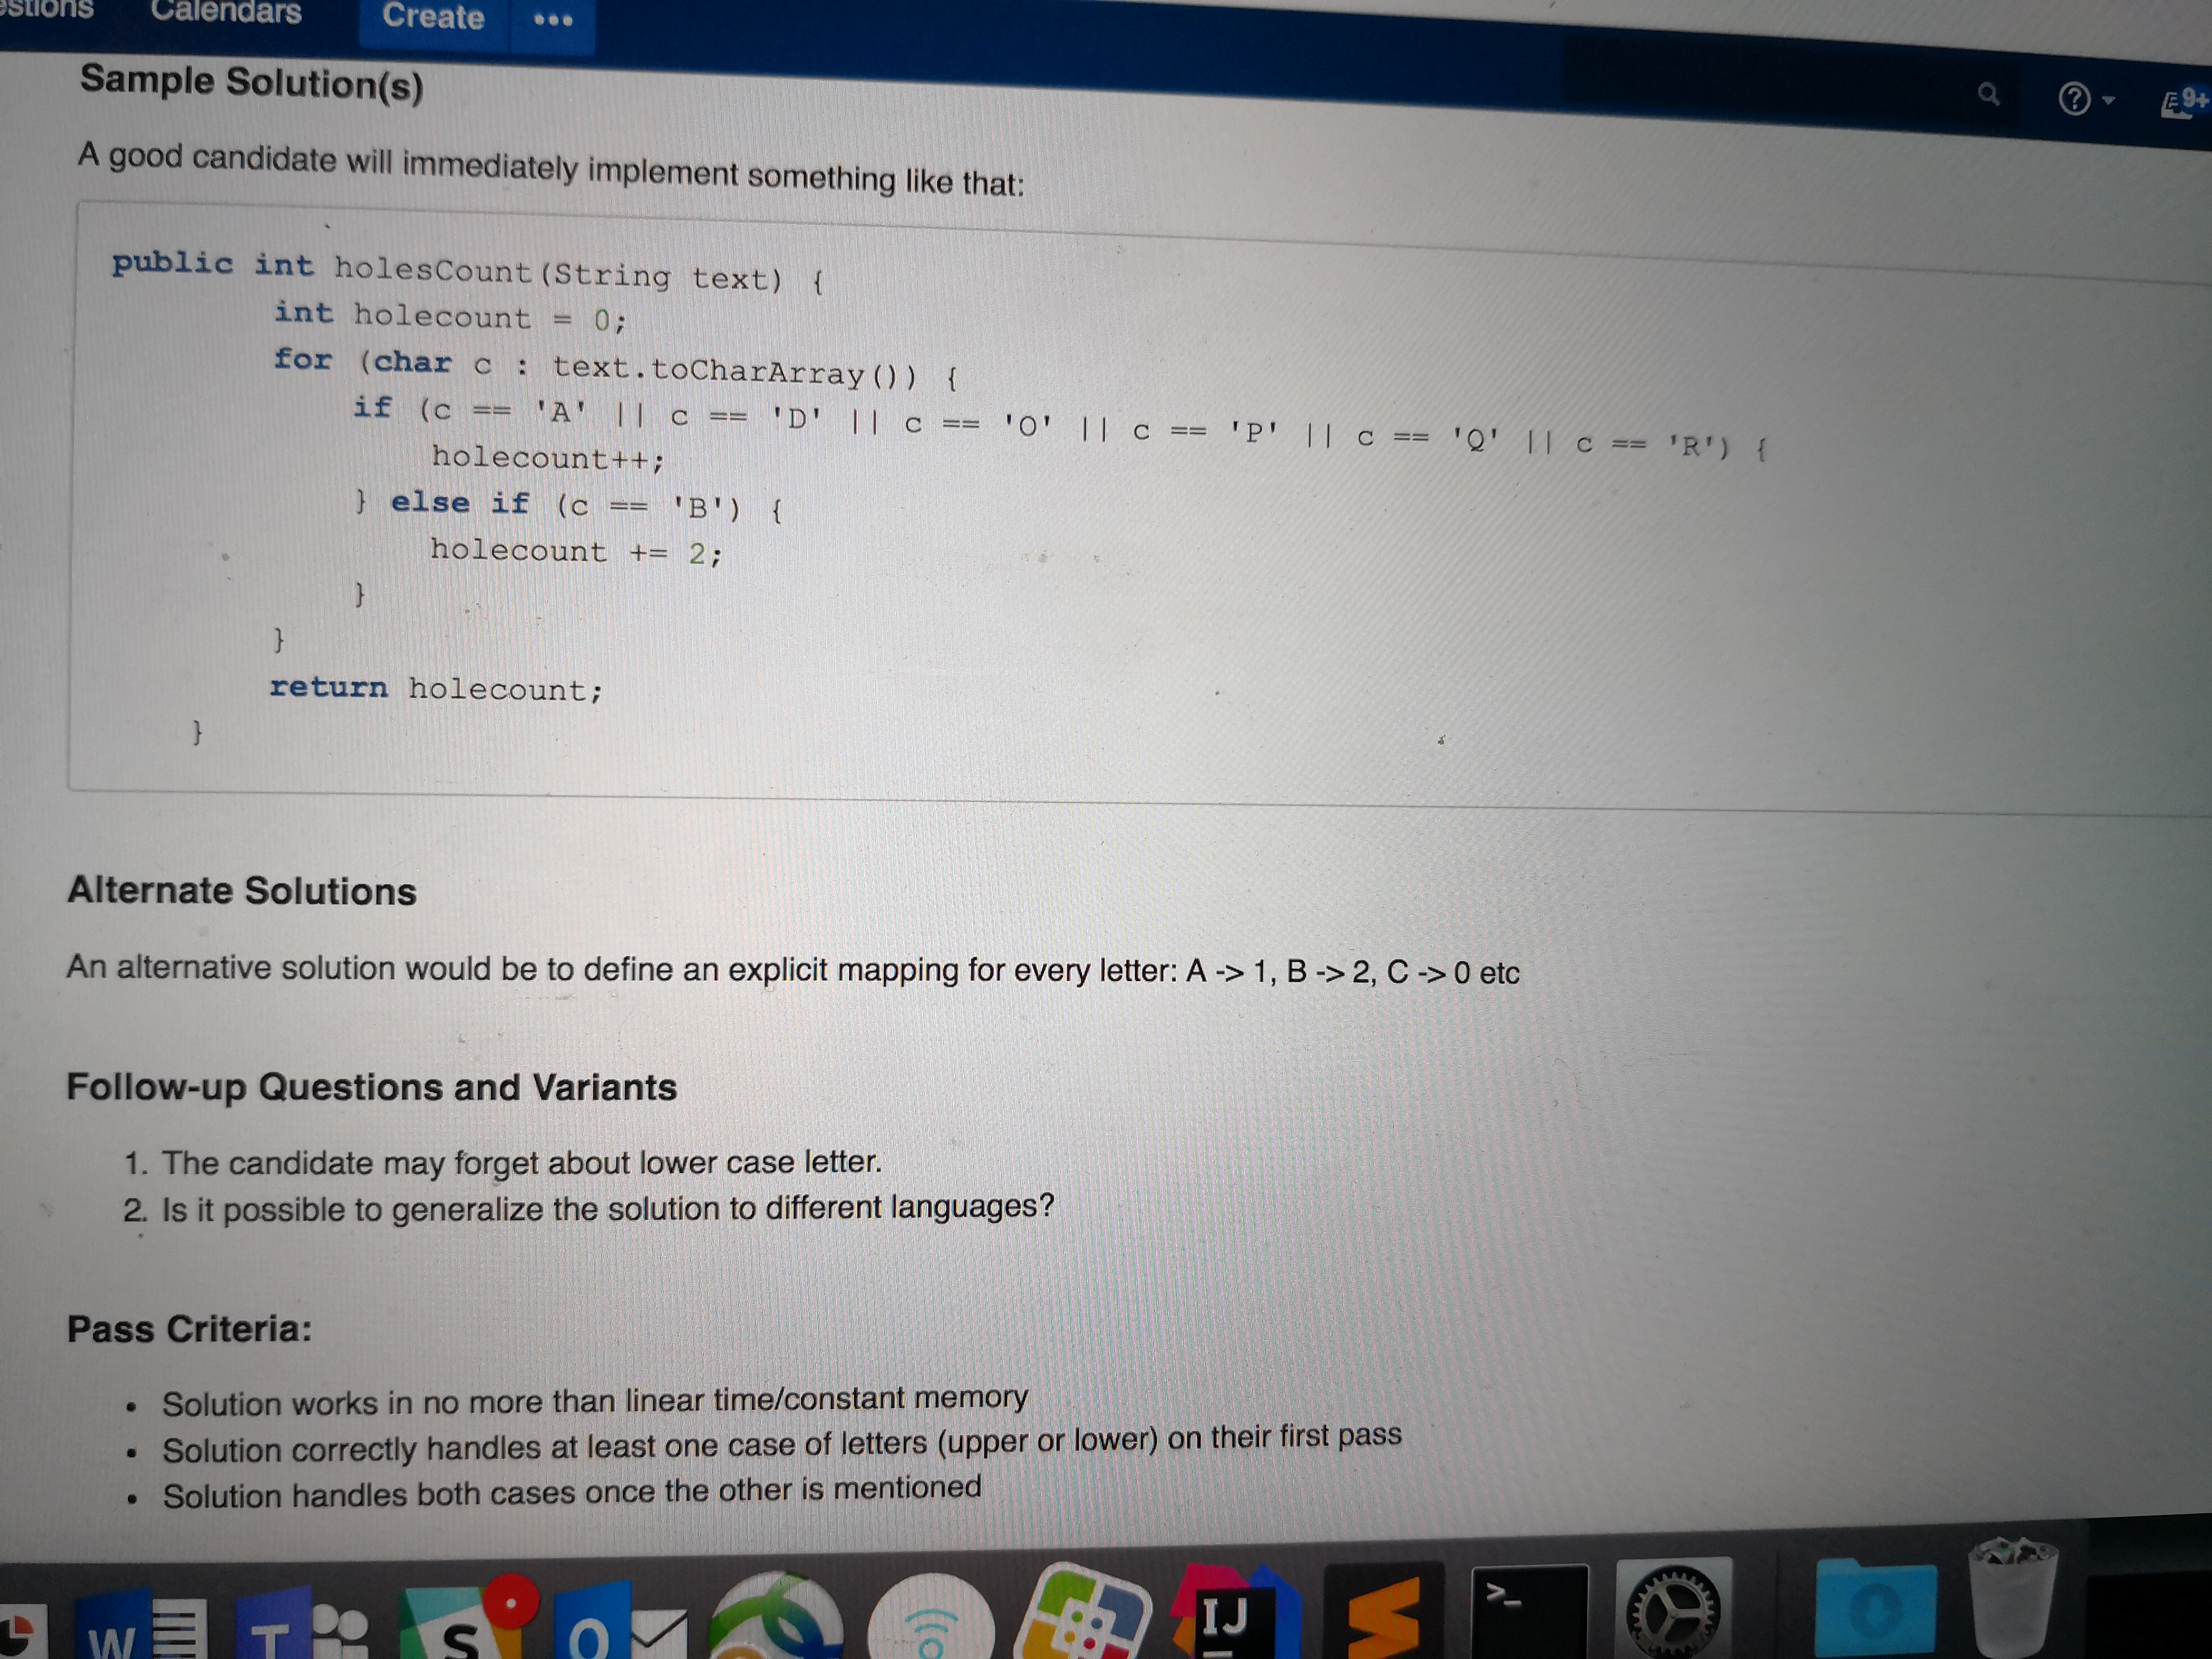 Calendars Create •••
9+
Sample Solution(s)
A good candidate will immediately implement something like that:
public int holesCount(String text) {
int holecount = 0;
for (char c : text.toCharArray()) {
if (c == 'A' || c == 'D' || c == 'O' || c == 'P' || c == 'Q' || c == 'R') {
holecount++;
} else if (c == 'B') {
holecount += 2;
}
}
return holecount;
}
Alternate Solutions
An alternative solution would be to define an explicit mapping for every letter: A -> 1, B -> 2, C -> 0 etc
Follow-up Questions and Variants
1. The candidate may forget about lower case letter.
2. Is it possible to generalize the solution to different languages?
Pass Criteria:
• Solution works in no more than linear time/constant memory
• Solution correctly handles at least one case of letters (upper or lower) on their first pass
• Solution handles both cases once the other is mentioned
W T S O IJ >_